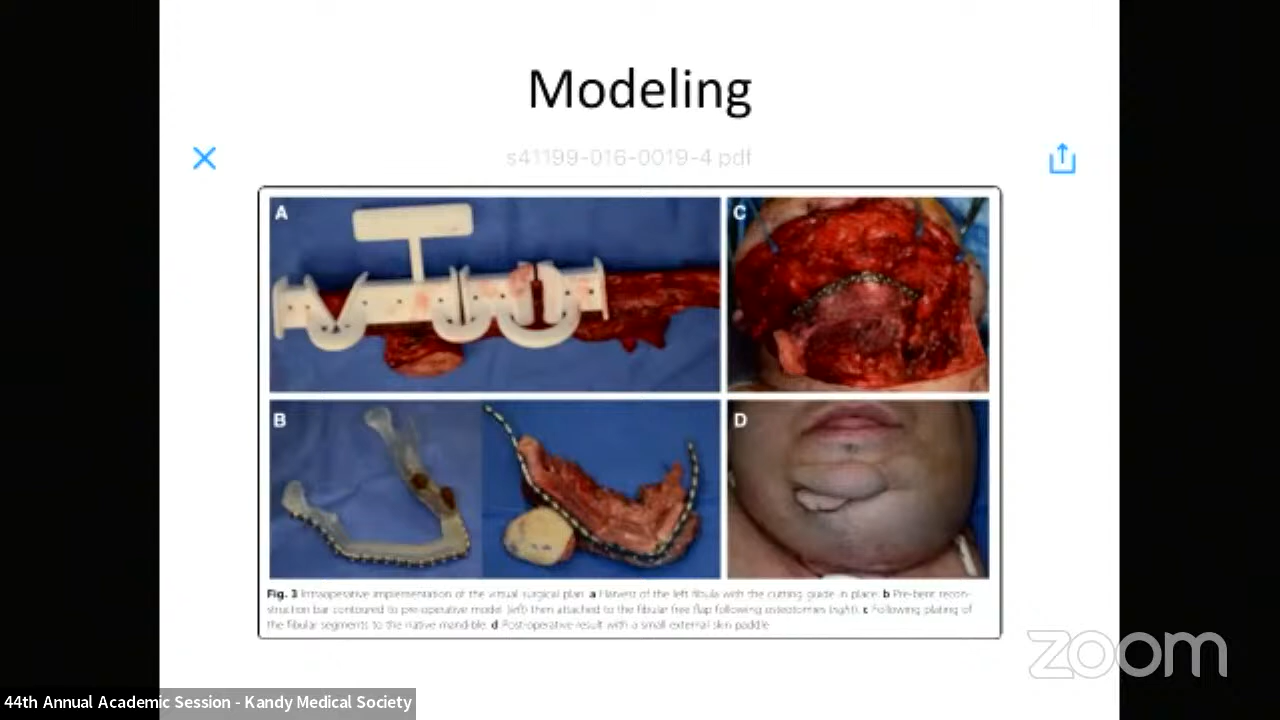 Modeling
s41199-016-0019-4 pdf
A
C
B
D
Fig. 3 Intraoperative implementation of the virtual surgical plan. a Harvest of the left fibula with the cutting guide in place. b Pre-bent recon-
struction bar contoured to pre-operative model (left) then attached to the fibular free flap following osteotomies (right). c Following plating of
the fibular segments to the native mandible. d Post-operative result with a small external skin paddle
zoom
44th Annual Academic Session - Kandy Medical Society